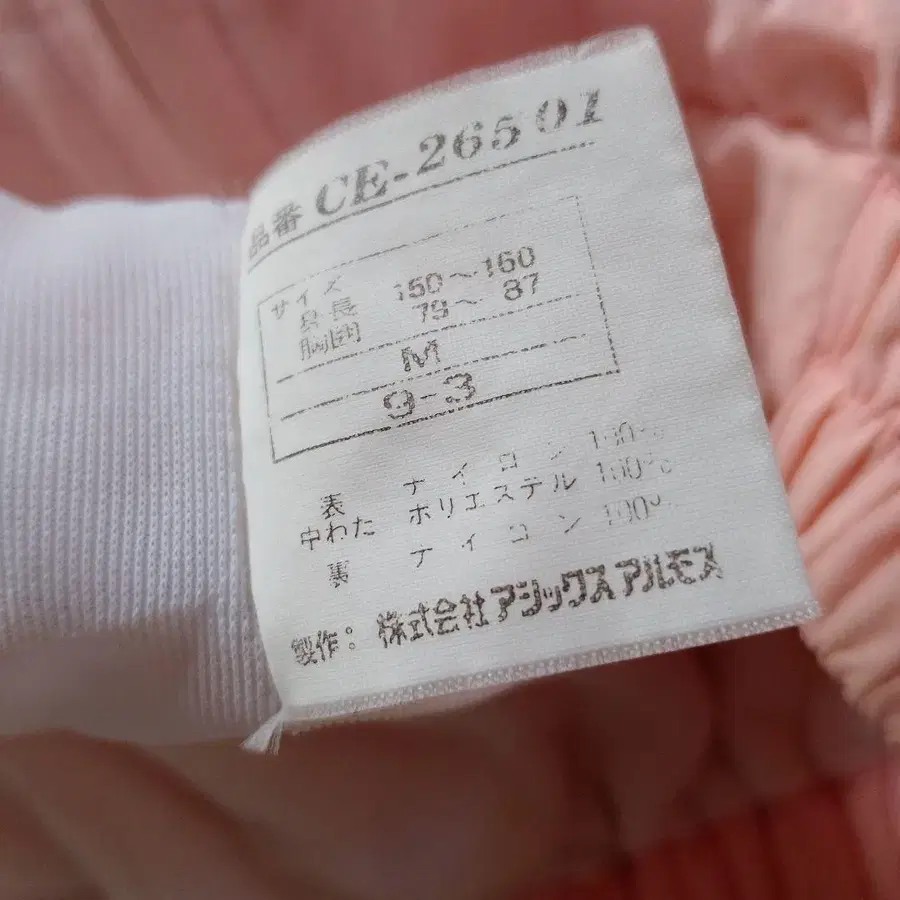 品番 CE-26501
サイズ
身長 150～160
胸囲 79～87
M
9-3
表 ナイロン 100%
中わた ポリエステル 100%
裏 ナイロン 100%
製作：株式会社アシックスアルモス